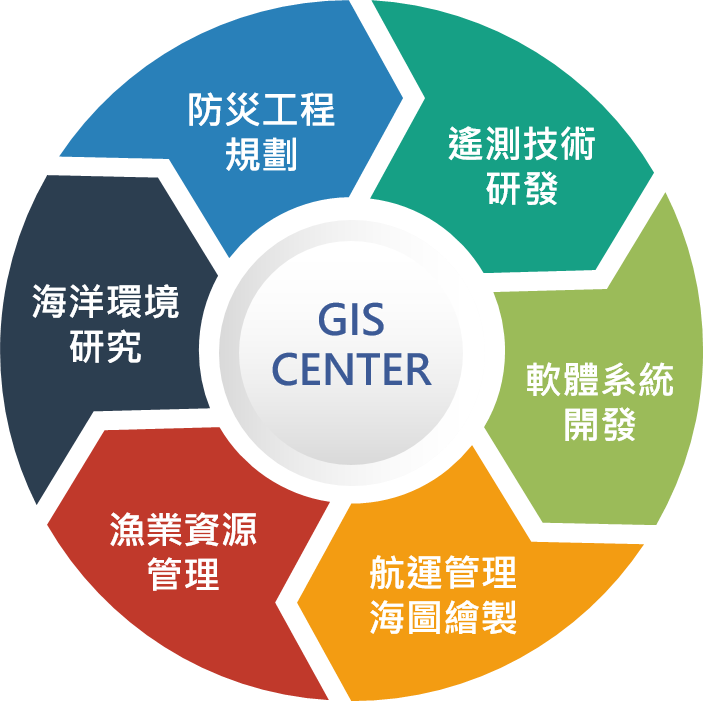 防災工程
規劃
遙測技術
研發
軟體系統
開發
航運管理
海圖繪製
漁業資源
管理
海洋環境
研究
GIS
CENTER